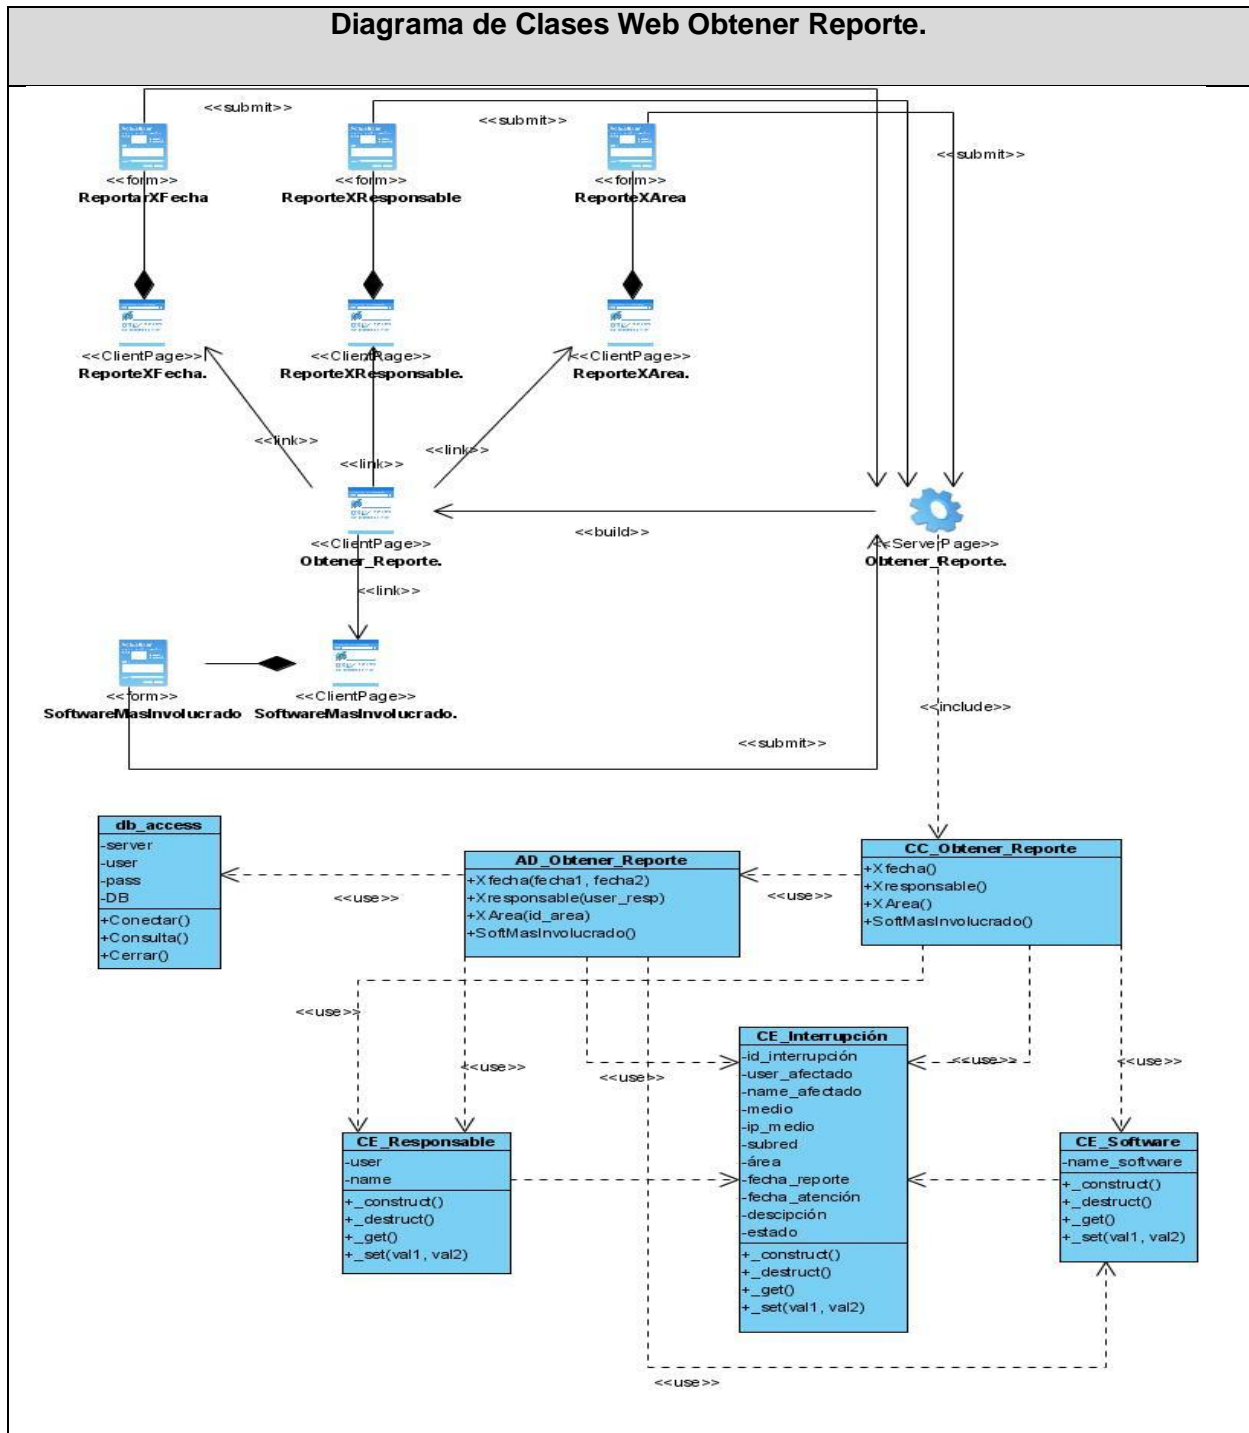 Diagrama de Clases Web Obtener Reporte.
<<submit>>
<<submit>>
<<submit>>
<<form>>
ReportarXFecha
<<form>>
ReporteXResponsable
<<form>>
ReporteXArea
<<ClientPage>>
ReporteXFecha.
<<ClientPage>>
ReporteXResponsable.
<<ClientPage>>
ReporteXArea.
<<link>>
<<link>>
<<link>>
<<ClientPage>>
Obtener_Reporte.
<<build>>
<<ServerPage>>
Obtener_Reporte.
<<link>>
<<form>>
SoftwareMasInvolucrado
<<ClientPage>>
SoftwareMasInvolucrado.
<<include>>
<<submit>>
db_access
-server
-user
-pass
-DB
+Conectar()
+Consulta()
+Cerrar()
<<use>>
AD_Obtener_Reporte
+Xfecha(fecha1, fecha2)
+Xresponsable(user_resp)
+XArea(id_area)
+SoftMasInvolucrado()
<<use>>
CC_Obtener_Reporte
+Xfecha()
+Xresponsable()
+XArea()
+SoftMasInvolucrado()
<<use>>
<<use>>
<<use>>
<<use>>
<<use>>
CE_Interrupción
-id_interrupción
-user_afectado
-name_afectado
-medio
-ip_medio
-subred
-área
-fecha_reporte
-fecha_atención
-descipción
-estado
+_construct()
+_destruct()
+_get()
+_set(val1, val2)
CE_Responsable
-user
-name
+_construct()
+_destruct()
+_get()
+_set(val1, val2)
CE_Software
-name_software
+_construct()
+_destruct()
+_get()
+_set(val1, val2)
<<use>>